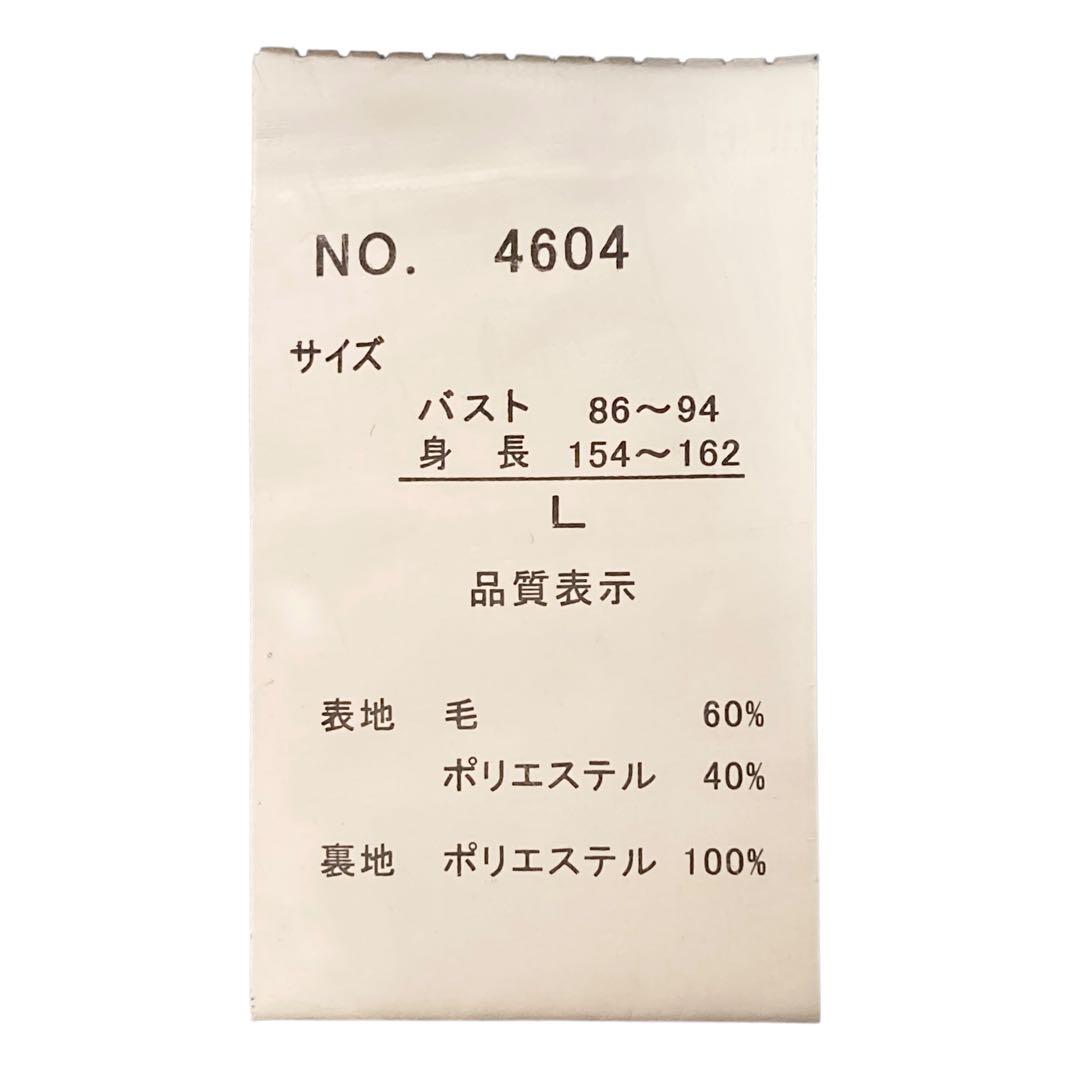 NO. 4604
サイズ
バスト 86～94
身長 154～162
L
品質表示
表地 毛 60%
ポリエステル 40%
裏地 ポリエステル 100%